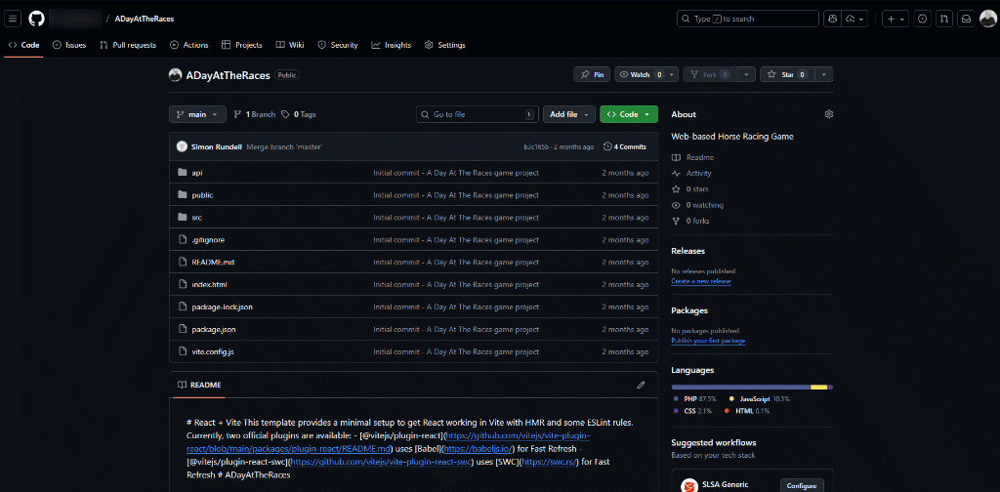 / ADayAtTheRaces
Type / to search
Code
Issues
Pull requests
Actions
Projects
Wiki
Security
Insights
Settings
ADayAtTheRaces Public
Pin
Watch 0
Fork 0
Star 0
main
1 Branch
0 Tags
Go to file t
Add file
Code
Simon Rundell Merge branch 'master' b3c165b · 2 months ago 4 Commits
api Initial commit - A Day At The Races game project 2 months ago
public Initial commit - A Day At The Races game project 2 months ago
src Initial commit - A Day At The Races game project 2 months ago
.gitignore Initial commit - A Day At The Races game project 2 months ago
README.md Initial commit - A Day At The Races game project 2 months ago
index.html Initial commit - A Day At The Races game project 2 months ago
package-lock.json Initial commit - A Day At The Races game project 2 months ago
package.json Initial commit - A Day At The Races game project 2 months ago
vite.config.js Initial commit - A Day At The Races game project 2 months ago
README
# React + Vite This template provides a minimal setup to get React working in Vite with HMR and some ESLint rules.
Currently, two official plugins are available: - [@vitejs/plugin-react](https://github.com/vitejs/vite-plugin-
react/blob/main/packages/plugin-react/README.md) uses [Babel](https://babeljs.io/) for Fast Refresh -
[@vitejs/plugin-react-swc](https://github.com/vitejs/vite-plugin-react-swc) uses [SWC](https://swc.rs/) for Fast
Refresh # ADayAtTheRaces
About
Web-based Horse Racing Game
Readme
Activity
0 stars
0 watching
0 forks
Releases
No releases published
Create a new release
Packages
No packages published
Publish your first package
Languages
PHP 87.5% JavaScript 10.3%
CSS 2.1% HTML 0.1%
Suggested workflows
Based on your tech stack
SLSA Generic
Configure